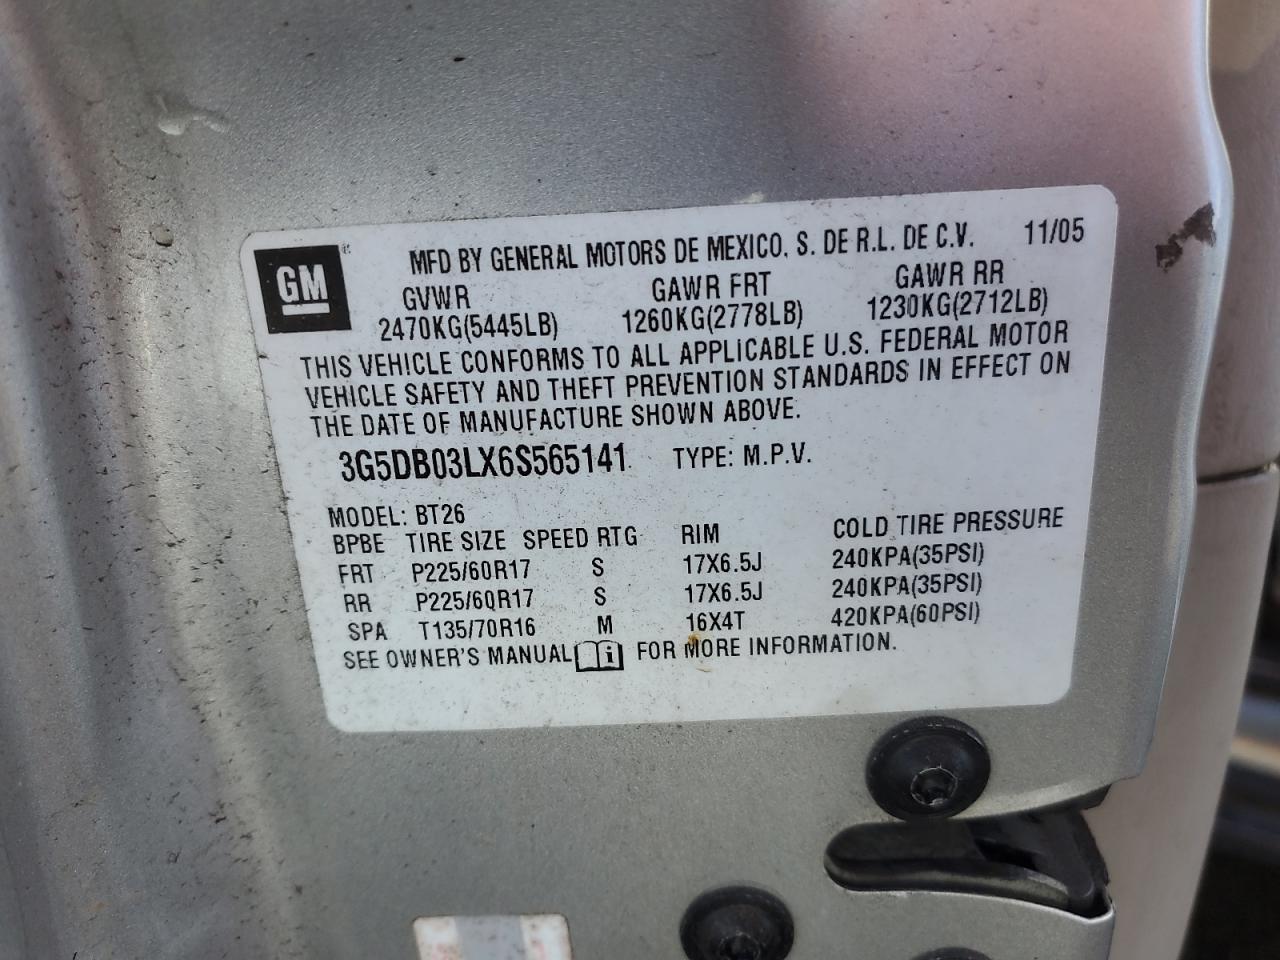 GM
MFD BY GENERAL MOTORS DE MEXICO, S. DE R.L. DE C.V. 11/05
GVWR GAWR FRT GAWR RR
2470KG(5445LB) 1260KG(2778LB) 1230KG(2712LB)
THIS VEHICLE CONFORMS TO ALL APPLICABLE U.S. FEDERAL MOTOR
VEHICLE SAFETY AND THEFT PREVENTION STANDARDS IN EFFECT ON
THE DATE OF MANUFACTURE SHOWN ABOVE.
3G5DB03LX6S565141 TYPE: M.P.V.
MODEL: BT26
BPBE TIRE SIZE SPEED RTG RIM COLD TIRE PRESSURE
FRT P225/60R17 S 17X6.5J 240KPA(35PSI)
RR P225/60R17 S 17X6.5J 240KPA(35PSI)
SPA T135/70R16 M 16X4T 420KPA(60PSI)
SEE OWNER'S MANUAL i FOR MORE INFORMATION.